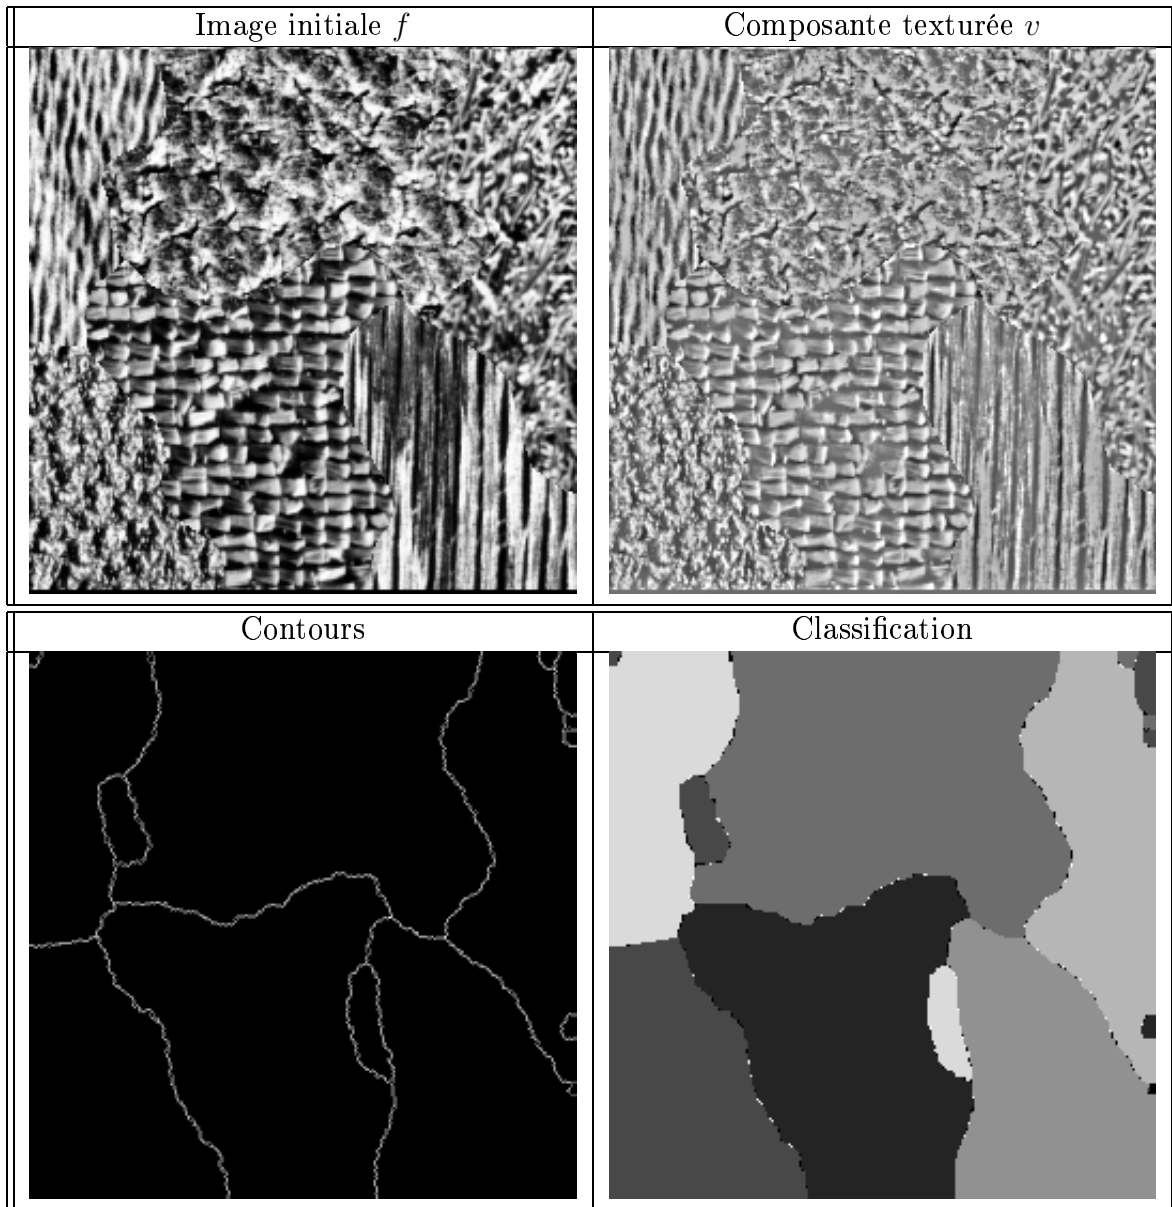 Image initiale f
Composante texturée v
Contours
Classification